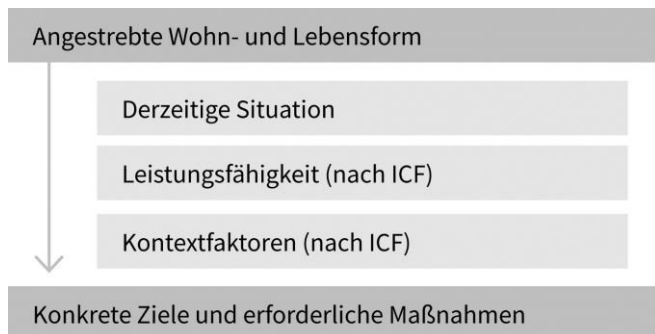 Angestrebte Wohn- und Lebensform
Derzeitige Situation
Leistungsfähigkeit (nach ICF)
Kontextfaktoren (nach ICF)
Konkrete Ziele und erforderliche Maßnahmen